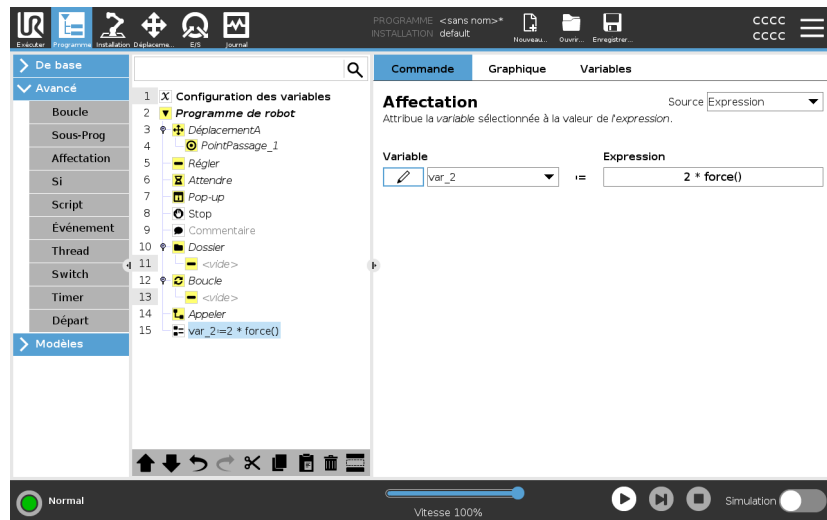 PROGRAMME <sans nom>*
INSTALLATION default
UR
Exécuter Programme Installation Déplaceme... E/S Journal
Nouveau... Ouvrir... Enregistrer...
cccc
cccc
De base
Avancé
Boucle
Sous-Prog
Affectation
Si
Script
Événement
Thread
Switch
Timer
Départ
Modèles
1 X Configuration des variables
2 Programme de robot
3 DéplacementA
4 PointPassage_1
5 Régler
6 Attendre
7 Pop-up
8 Stop
9 Commentaire
10 Dossier
11 <vide>
12 Boucle
13 <vide>
14 Appeler
15 var_2:=2 * force()
Commande Graphique Variables
Affectation
Source Expression
Attribue la variable sélectionnée à la valeur de l'expression.
Variable Expression
var_2 := 2 * force()
Normal
Vitesse 100%
Simulation